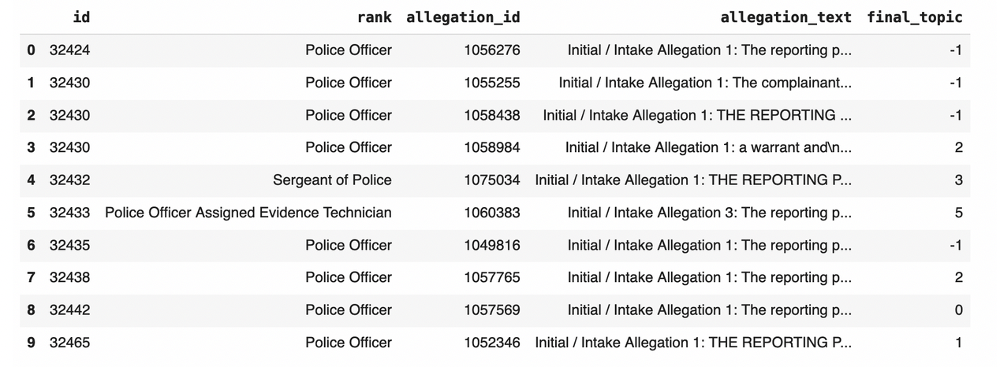 id rank allegation_id allegation_text final_topic
0 32424 Police Officer 1056276 Initial / Intake Allegation 1: The reporting p... -1
1 32430 Police Officer 1055255 Initial / Intake Allegation 1: The complainant... -1
2 32430 Police Officer 1058438 Initial / Intake Allegation 1: THE REPORTING ... -1
3 32430 Police Officer 1058984 Initial / Intake Allegation 1: a warrant and\n... 2
4 32432 Sergeant of Police 1075034 Initial / Intake Allegation 1: THE REPORTING P... 3
5 32433 Police Officer Assigned Evidence Technician 1060383 Initial / Intake Allegation 3: The reporting p... 5
6 32435 Police Officer 1049816 Initial / Intake Allegation 1: The reporting p... -1
7 32438 Police Officer 1057765 Initial / Intake Allegation 1: The reporting p... 2
8 32442 Police Officer 1057569 Initial / Intake Allegation 1: The reporting p... 0
9 32465 Police Officer 1052346 Initial / Intake Allegation 1: THE REPORTING P... 1